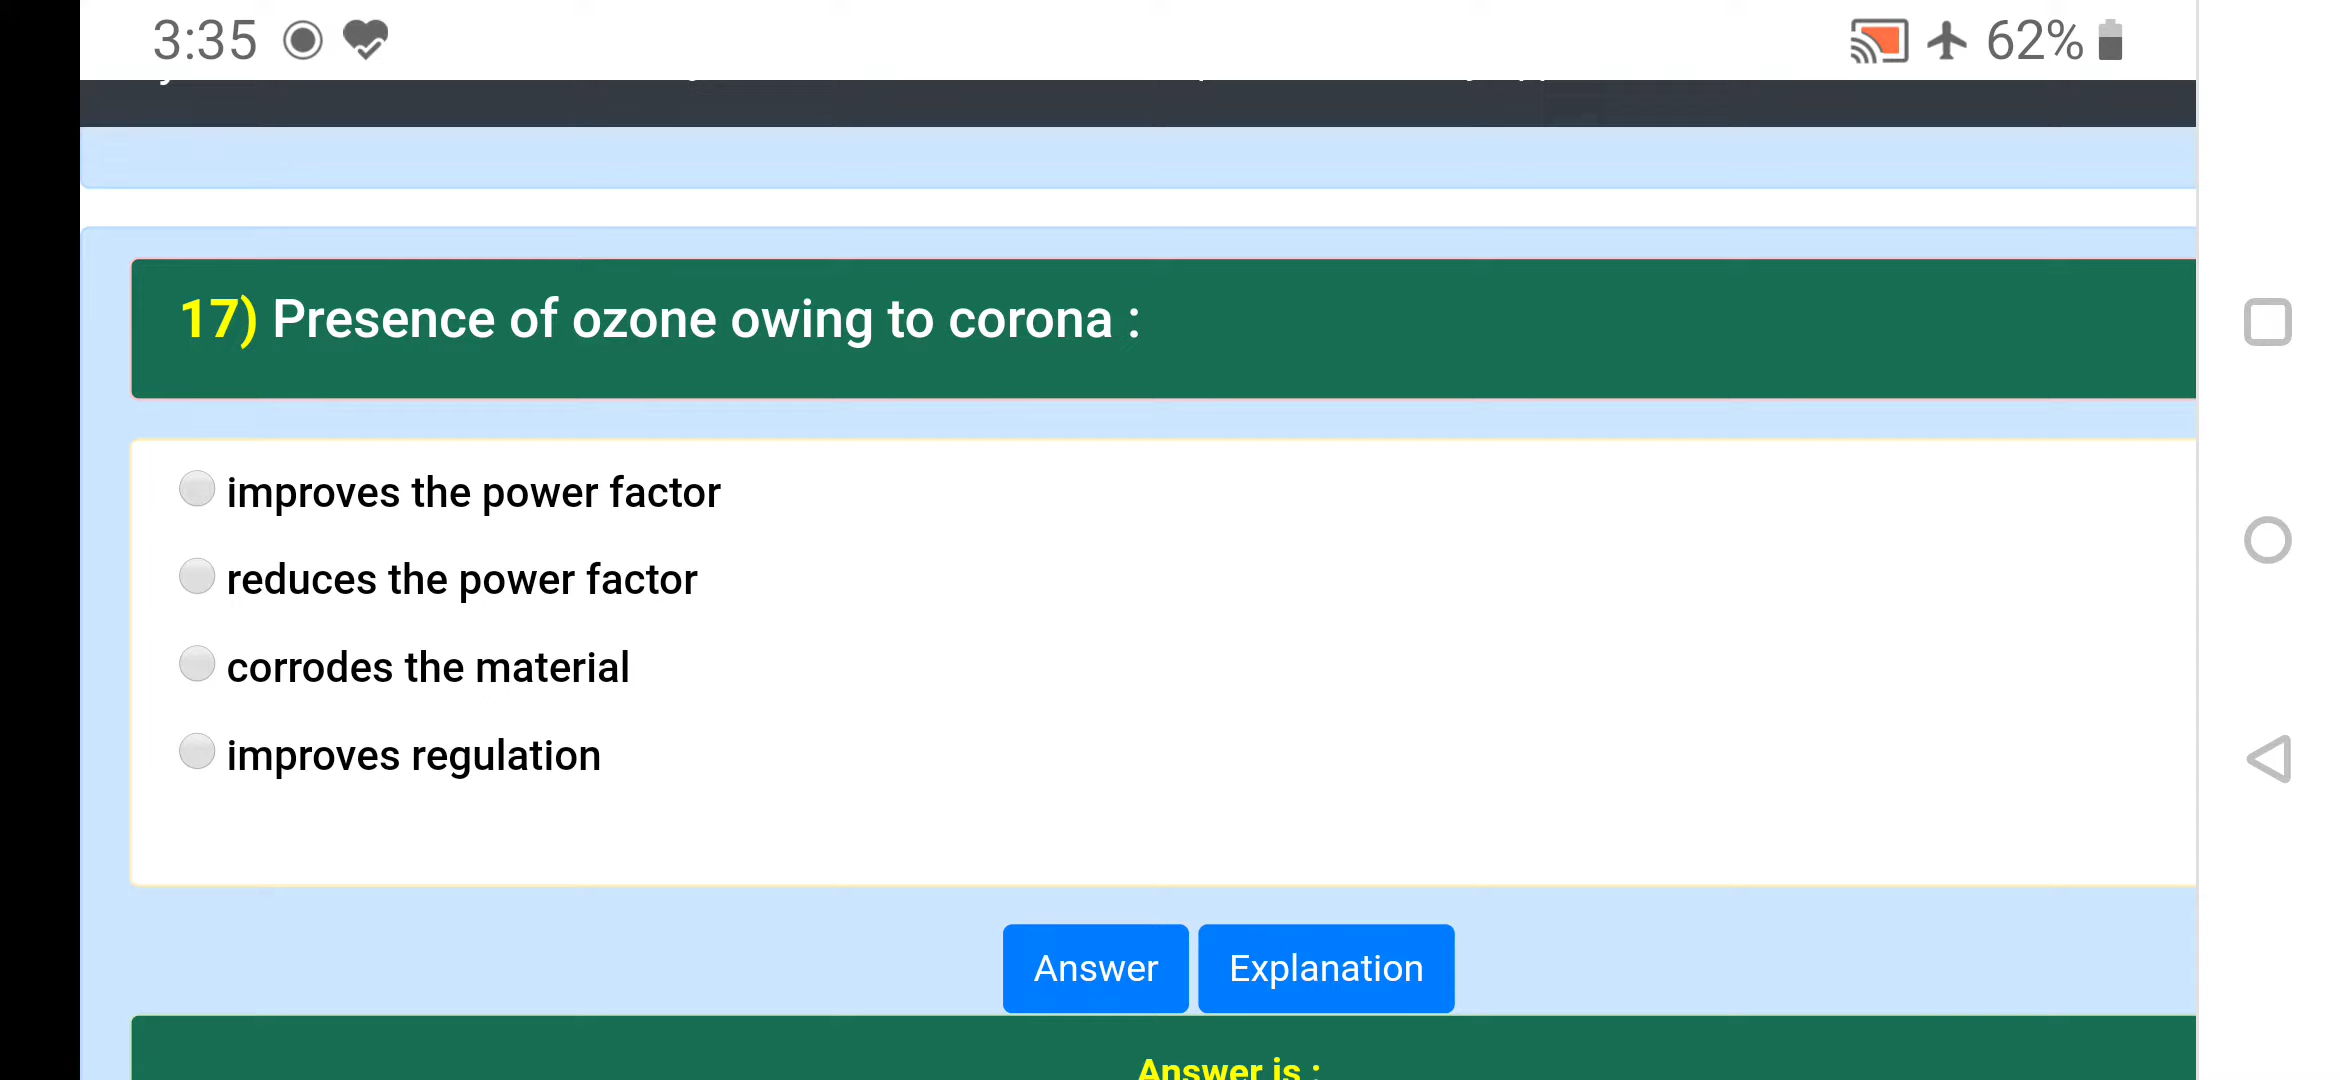 3:35 62%
17) Presence of ozone owing to corona :
improves the power factor
reduces the power factor
corrodes the material
improves regulation
Answer Explanation
Answer is :